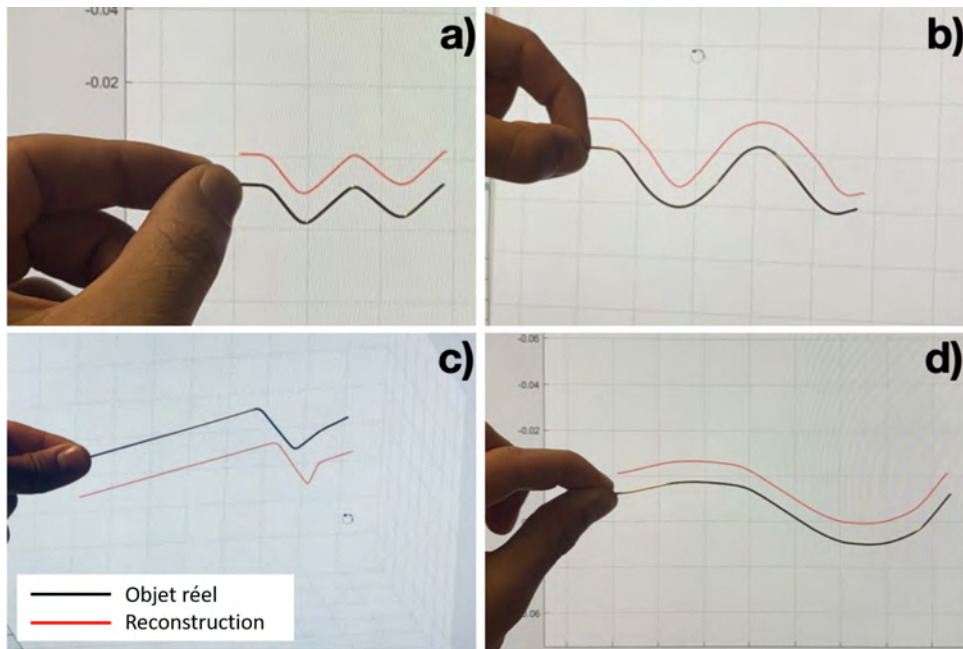 -0.04
a)
-0.02
b)
c)
Objet réel
Reconstruction
-0.06
d)
-0.04
-0.02
0.06